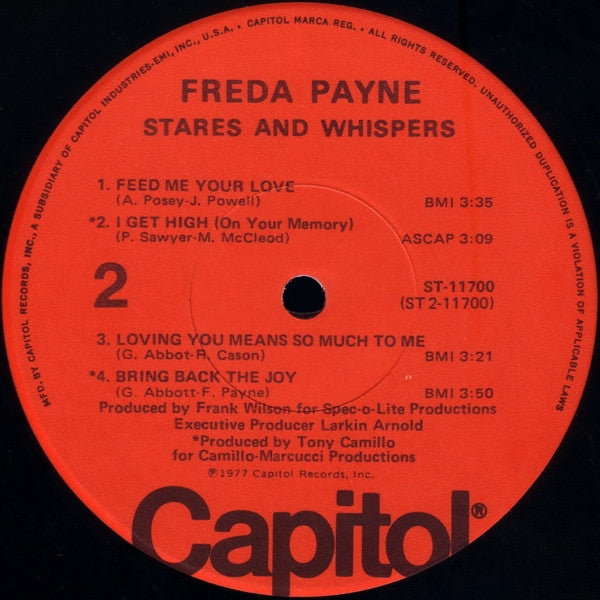 MFG. BY CAPITOL RECORDS, INC., A SUBSIDIARY OF CAPITOL INDUSTRIES-EMI, INC., U.S.A. • CAPITOL MARCA REG. • ALL RIGHTS RESERVED. UNAUTHORIZED DUPLICATION IS A VIOLATION OF APPLICABLE LAWS
FREDA PAYNE
STARES AND WHISPERS
1. FEED ME YOUR LOVE
(A. Posey-J. Powell) BMI 3:35
*2. I GET HIGH (On Your Memory)
(P. Sawyer-M. McCleod) ASCAP 3:09
2 ST-11700
(ST 2-11700)
3. LOVING YOU MEANS SO MUCH TO ME
(G. Abbot-R. Cason) BMI 3:21
*4. BRING BACK THE JOY
(G. Abbott-F. Payne) BMI 3:50
Produced by Frank Wilson for Spec-o-Lite Productions
Executive Producer Larkin Arnold
*Produced by Tony Camillo
for Camillo-Marcucci Productions
℗1977 Capitol Records, Inc.
Capitol®